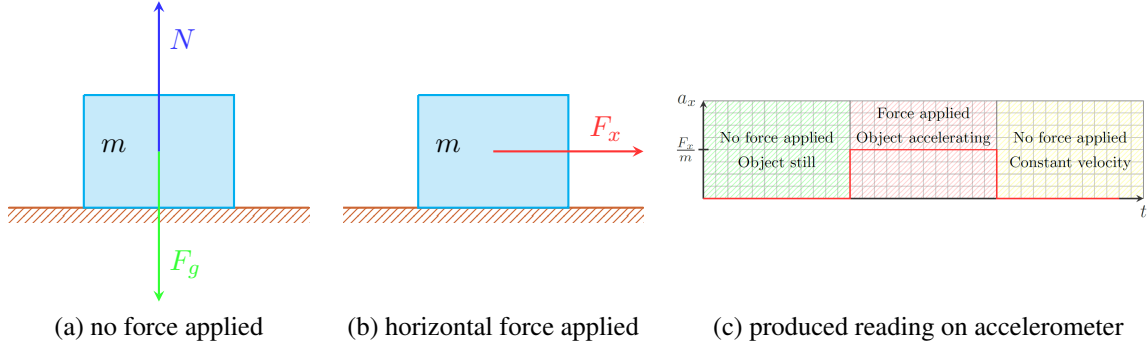 N
m
F_g
(a) no force applied
m
F_x
(b) horizontal force applied
a_x
F_x
m
No force applied
Object still
Force applied
Object accelerating
No force applied
Constant velocity
t
(c) produced reading on accelerometer